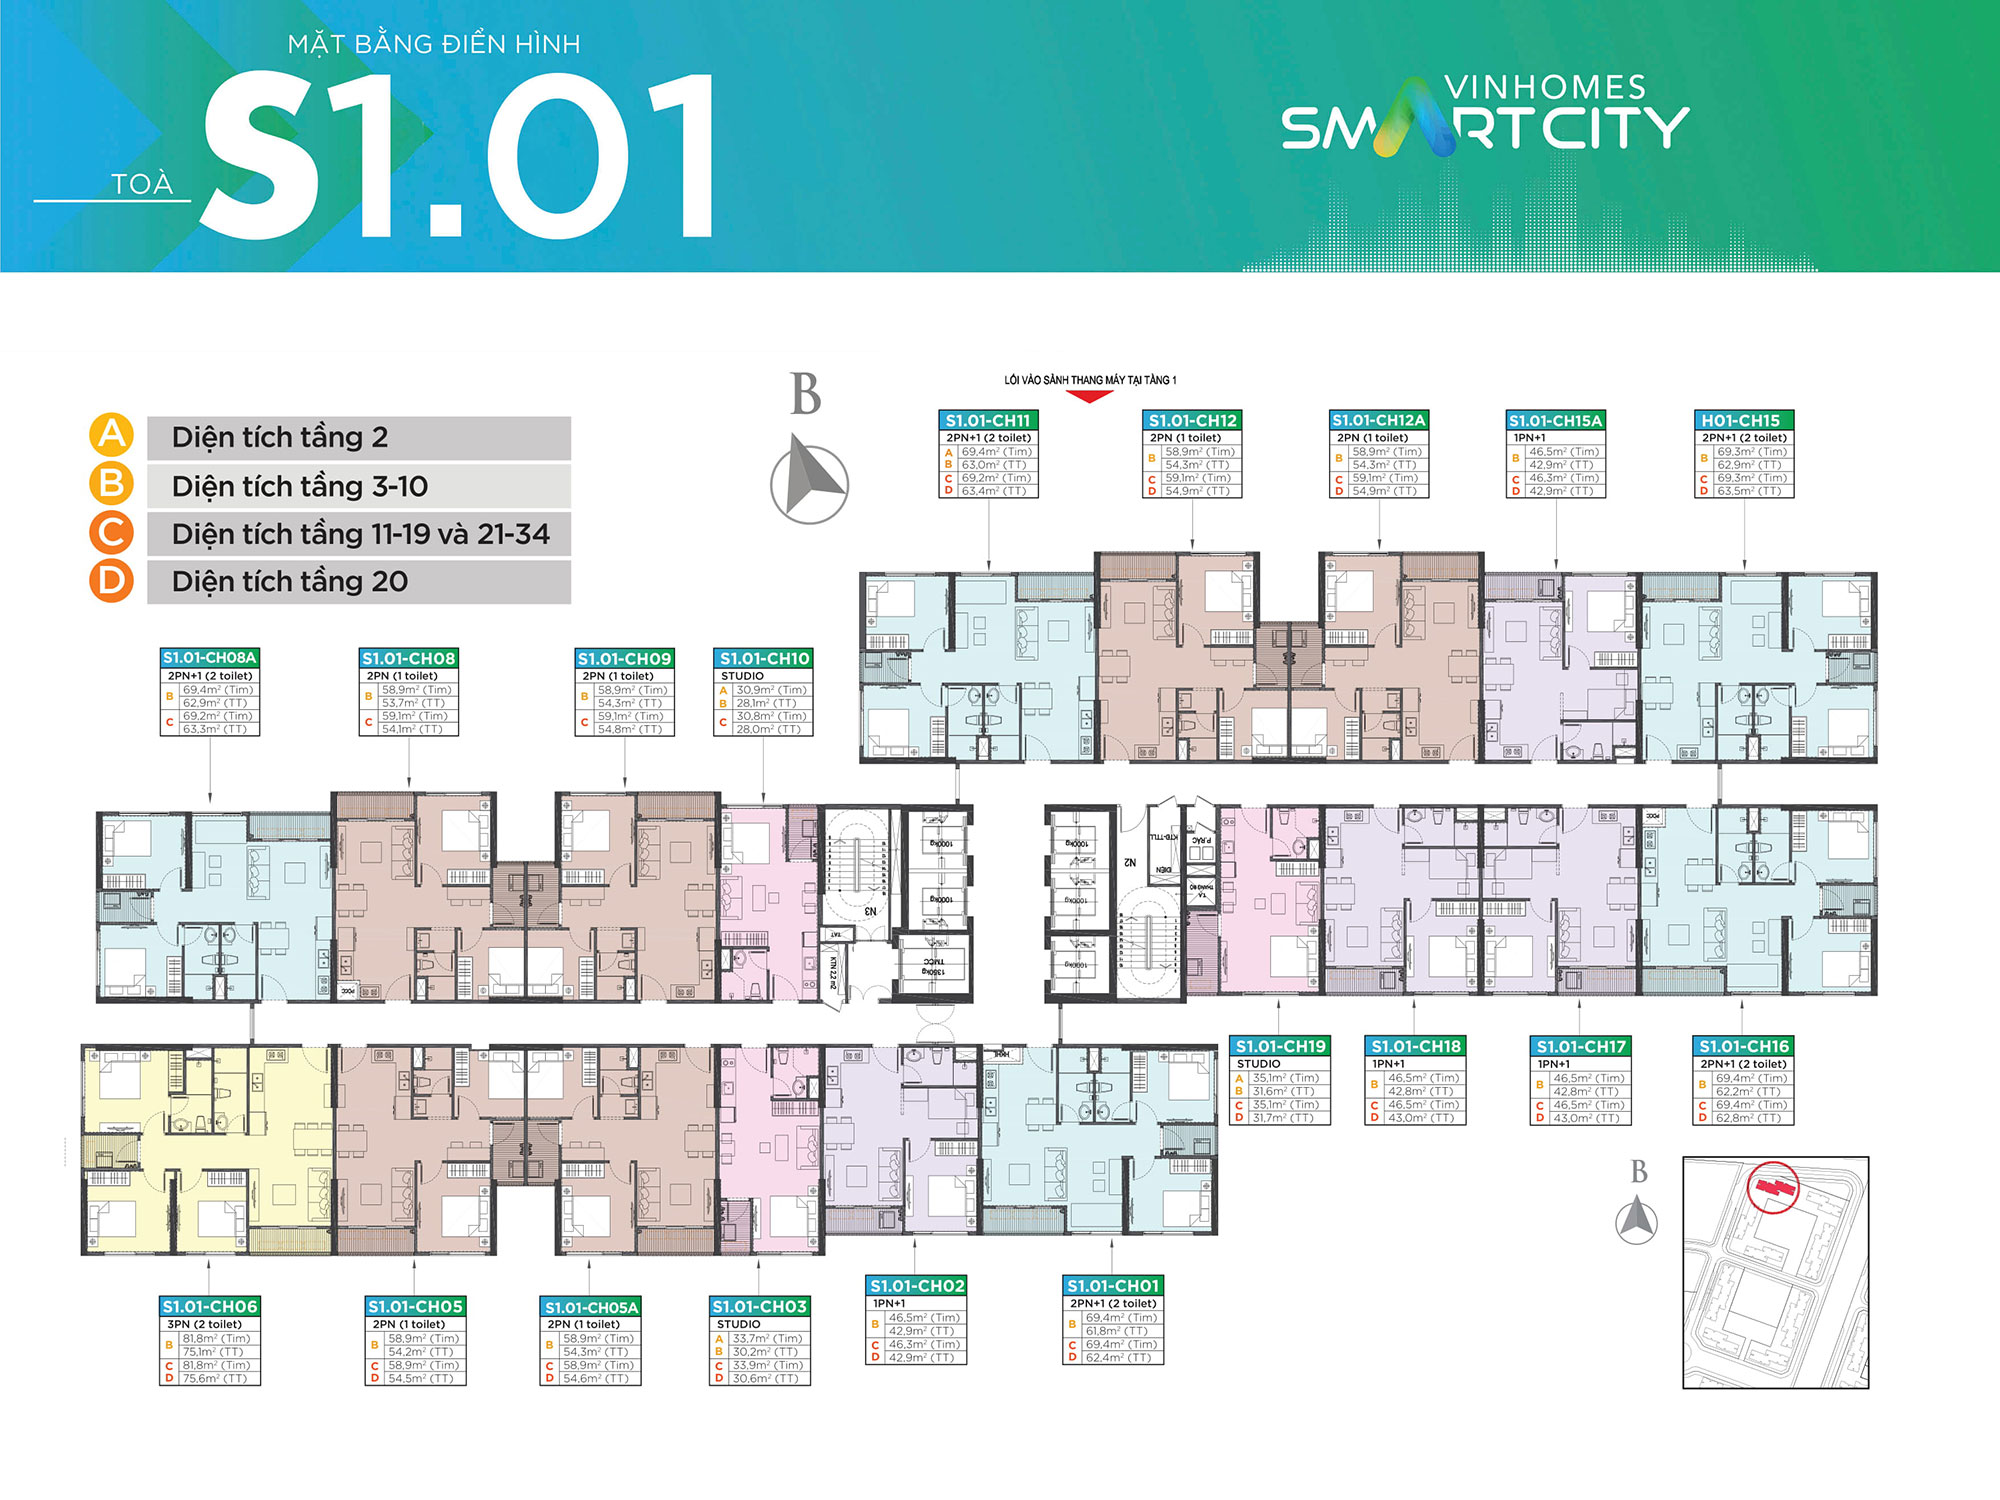 MẶT BẰNG ĐIỂN HÌNH
TOÀ
S1.01
VINHOMES
SMARTCITY
LỐI VÀO SẢNH THANG MÁY TẠI TẦNG 1
B
A Diện tích tầng 2
B Diện tích tầng 3-10
C Diện tích tầng 11-19 và 21-34
D Diện tích tầng 20
S1.01-CH11
2PN+1 (2 toilet)
A 69,4m² (Tim)
B 63,0m² (TT)
C 69,2m² (Tim)
D 63,4m² (TT)
S1.01-CH12
2PN (1 toilet)
B 58,9m² (Tim)
54,3m² (TT)
C 59,1m² (Tim)
D 54,9m² (TT)
S1.01-CH12A
2PN (1 toilet)
B 58,9m² (Tim)
54,3m² (TT)
C 59,1m² (Tim)
D 54,9m² (TT)
S1.01-CH15A
1PN+1
B 46,5m² (Tim)
42,9m² (TT)
C 46,3m² (Tim)
D 42,9m² (TT)
H01-CH15
2PN+1 (2 toilet)
B 69,3m² (Tim)
62,9m² (TT)
C 69,3m² (Tim)
D 63,5m² (TT)
S1.01-CH08A
2PN+1 (2 toilet)
B 69,4m² (Tim)
62,9m² (TT)
C 69,2m² (Tim)
63,3m² (TT)
S1.01-CH08
2PN (1 toilet)
B 58,9m² (Tim)
53,7m² (TT)
C 59,1m² (Tim)
54,1m² (TT)
S1.01-CH09
2PN (1 toilet)
B 58,9m² (Tim)
54,3m² (TT)
C 59,1m² (Tim)
54,8m² (TT)
S1.01-CH10
STUDIO
A 30,9m² (Tim)
B 28,1m² (TT)
C 30,8m² (Tim)
28,0m² (TT)
1000kg
1000kg
1350kg
TMCC
N3
TAT
KTN 2,2 m2
1000kg
1000kg
1000kg
N2
KTĐ-TTLL
ĐIỆN
P.RÁC
PCCC
PCCC
S1.01-CH19
STUDIO
A 35,1m² (Tim)
B 31,6m² (TT)
C 35,1m² (Tim)
D 31,7m² (TT)
S1.01-CH18
1PN+1
B 46,5m² (Tim)
42,8m² (TT)
C 46,5m² (Tim)
D 43,0m² (TT)
S1.01-CH17
1PN+1
B 46,5m² (Tim)
42,8m² (TT)
C 46,5m² (Tim)
D 43,0m² (TT)
S1.01-CH16
2PN+1 (2 toilet)
B 69,4m² (Tim)
62,2m² (TT)
C 69,4m² (Tim)
D 62,8m² (TT)
B
S1.01-CH06
3PN (2 toilet)
B 81,8m² (Tim)
75,1m² (TT)
C 81,8m² (Tim)
D 75,6m² (TT)
S1.01-CH05
2PN (1 toilet)
B 58,9m² (Tim)
54,2m² (TT)
C 58,9m² (Tim)
D 54,5m² (TT)
S1.01-CH05A
2PN (1 toilet)
B 58,9m² (Tim)
54,3m² (TT)
C 58,9m² (Tim)
D 54,6m² (TT)
S1.01-CH03
STUDIO
A 33,7m² (Tim)
B 30,2m² (TT)
C 33,9m² (Tim)
D 30,6m² (TT)
S1.01-CH02
1PN+1
B 46,5m² (Tim)
42,9m² (TT)
C 46,3m² (Tim)
D 42,9m² (TT)
S1.01-CH01
2PN+1 (2 toilet)
B 69,4m² (Tim)
61,8m² (TT)
C 69,4m² (Tim)
D 62,4m² (TT)